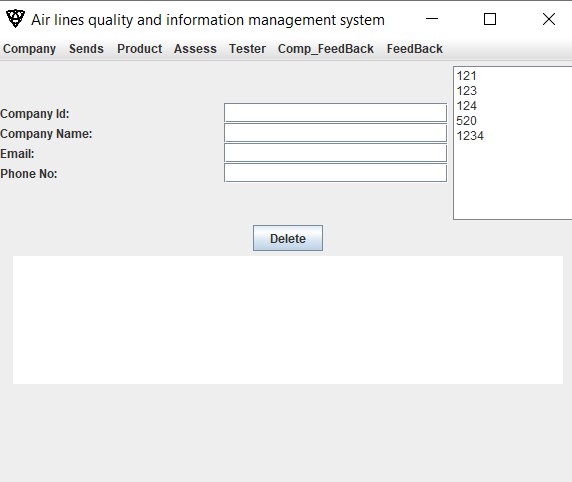 Air lines quality and information management system
Company Sends Product Assess Tester Comp_FeedBack FeedBack
Company Id:
Company Name:
Email:
Phone No:
121
123
124
520
1234
Delete